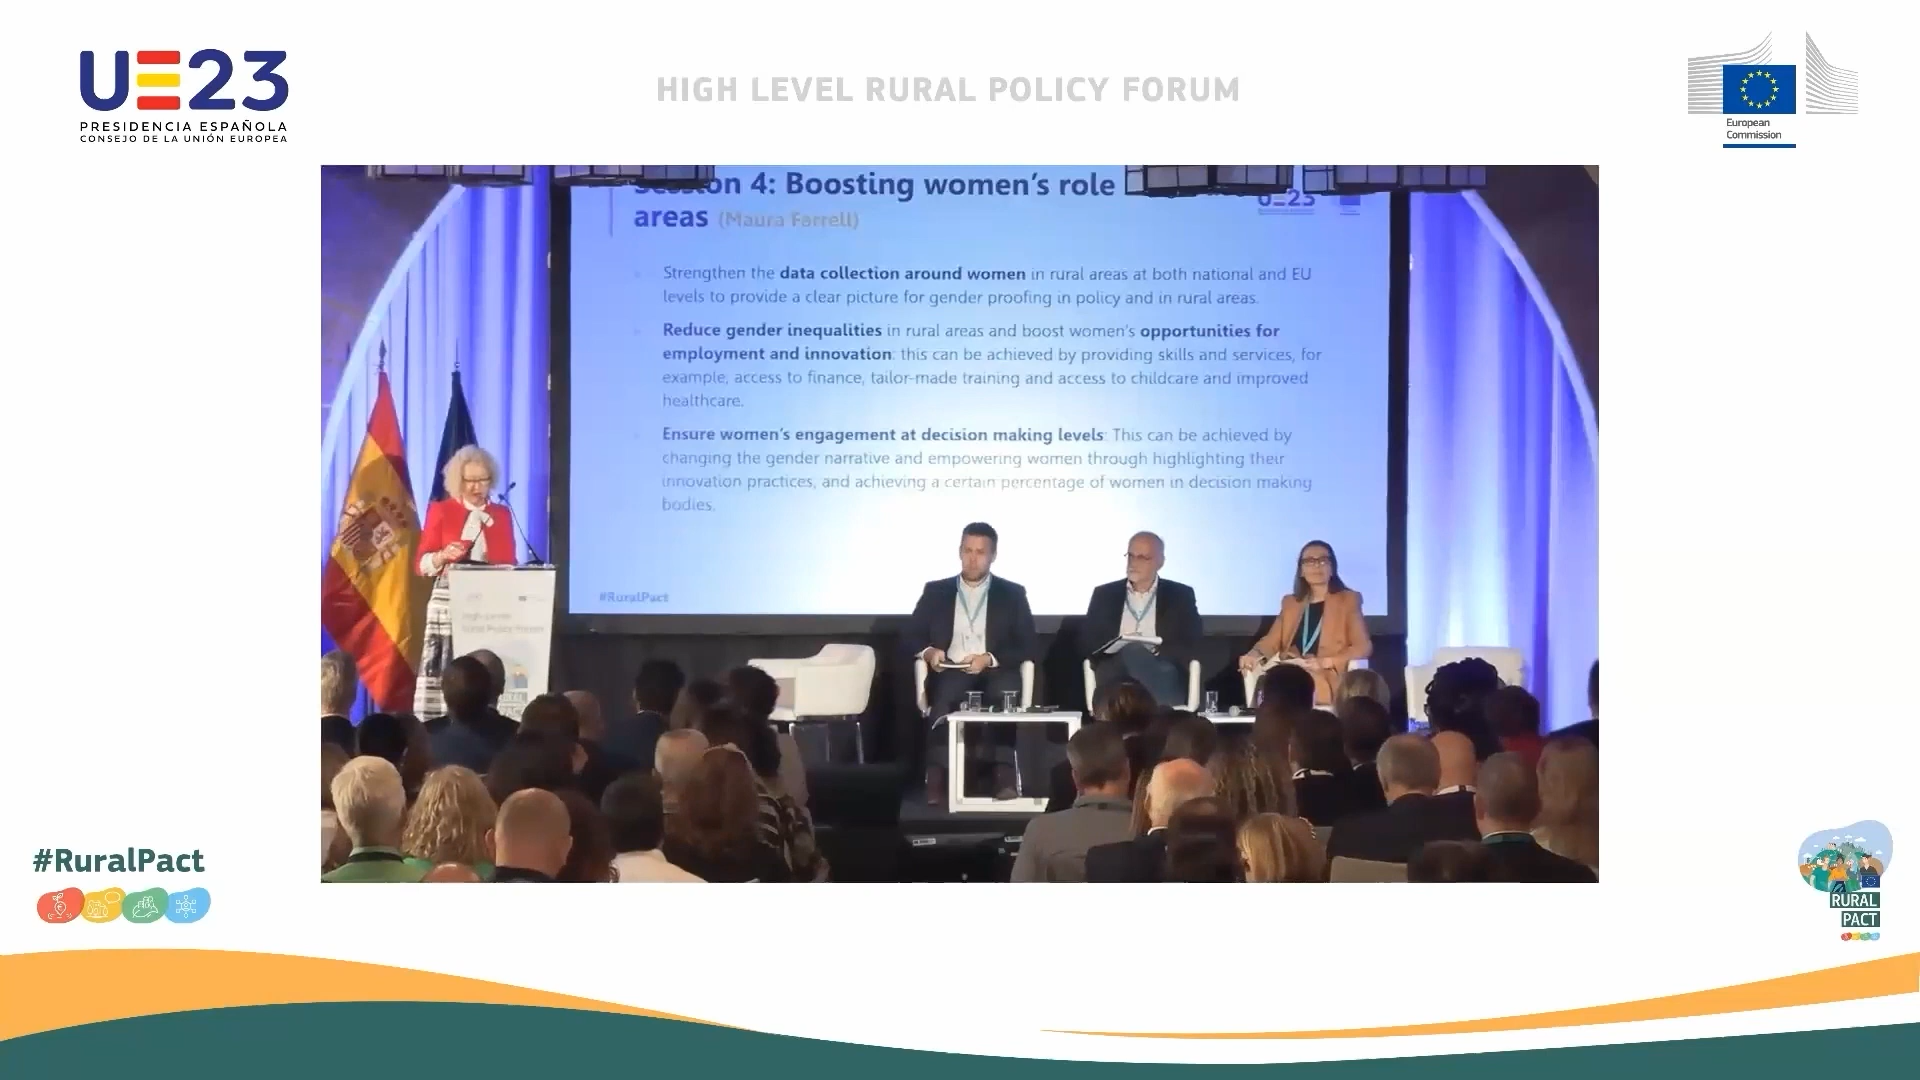 UE23
PRESIDENCIA ESPAÑOLA
CONSEJO DE LA UNIÓN EUROPEA
HIGH LEVEL RURAL POLICY FORUM
European
Commission
4: Boosting women's role
areas (Maura Farrell)
UE23
Strengthen the data collection around women in rural areas at both national and EU
levels to provide a clear picture for gender proofing in policy and in rural areas.
Reduce gender inequalities in rural areas and boost women's opportunities for
employment and innovation: this can be achieved by providing skills and services, for
example, access to finance, tailor-made training and access to childcare and improved
healthcare.
Ensure women's engagement at decision making levels: This can be achieved by
changing the gender narrative and empowering women through highlighting their
innovation practices, and achieving a certain percentage of women in decision making
bodies.
#RuralPact
High Level
Rural Policy Forum
#RuralPact
RURAL
PACT